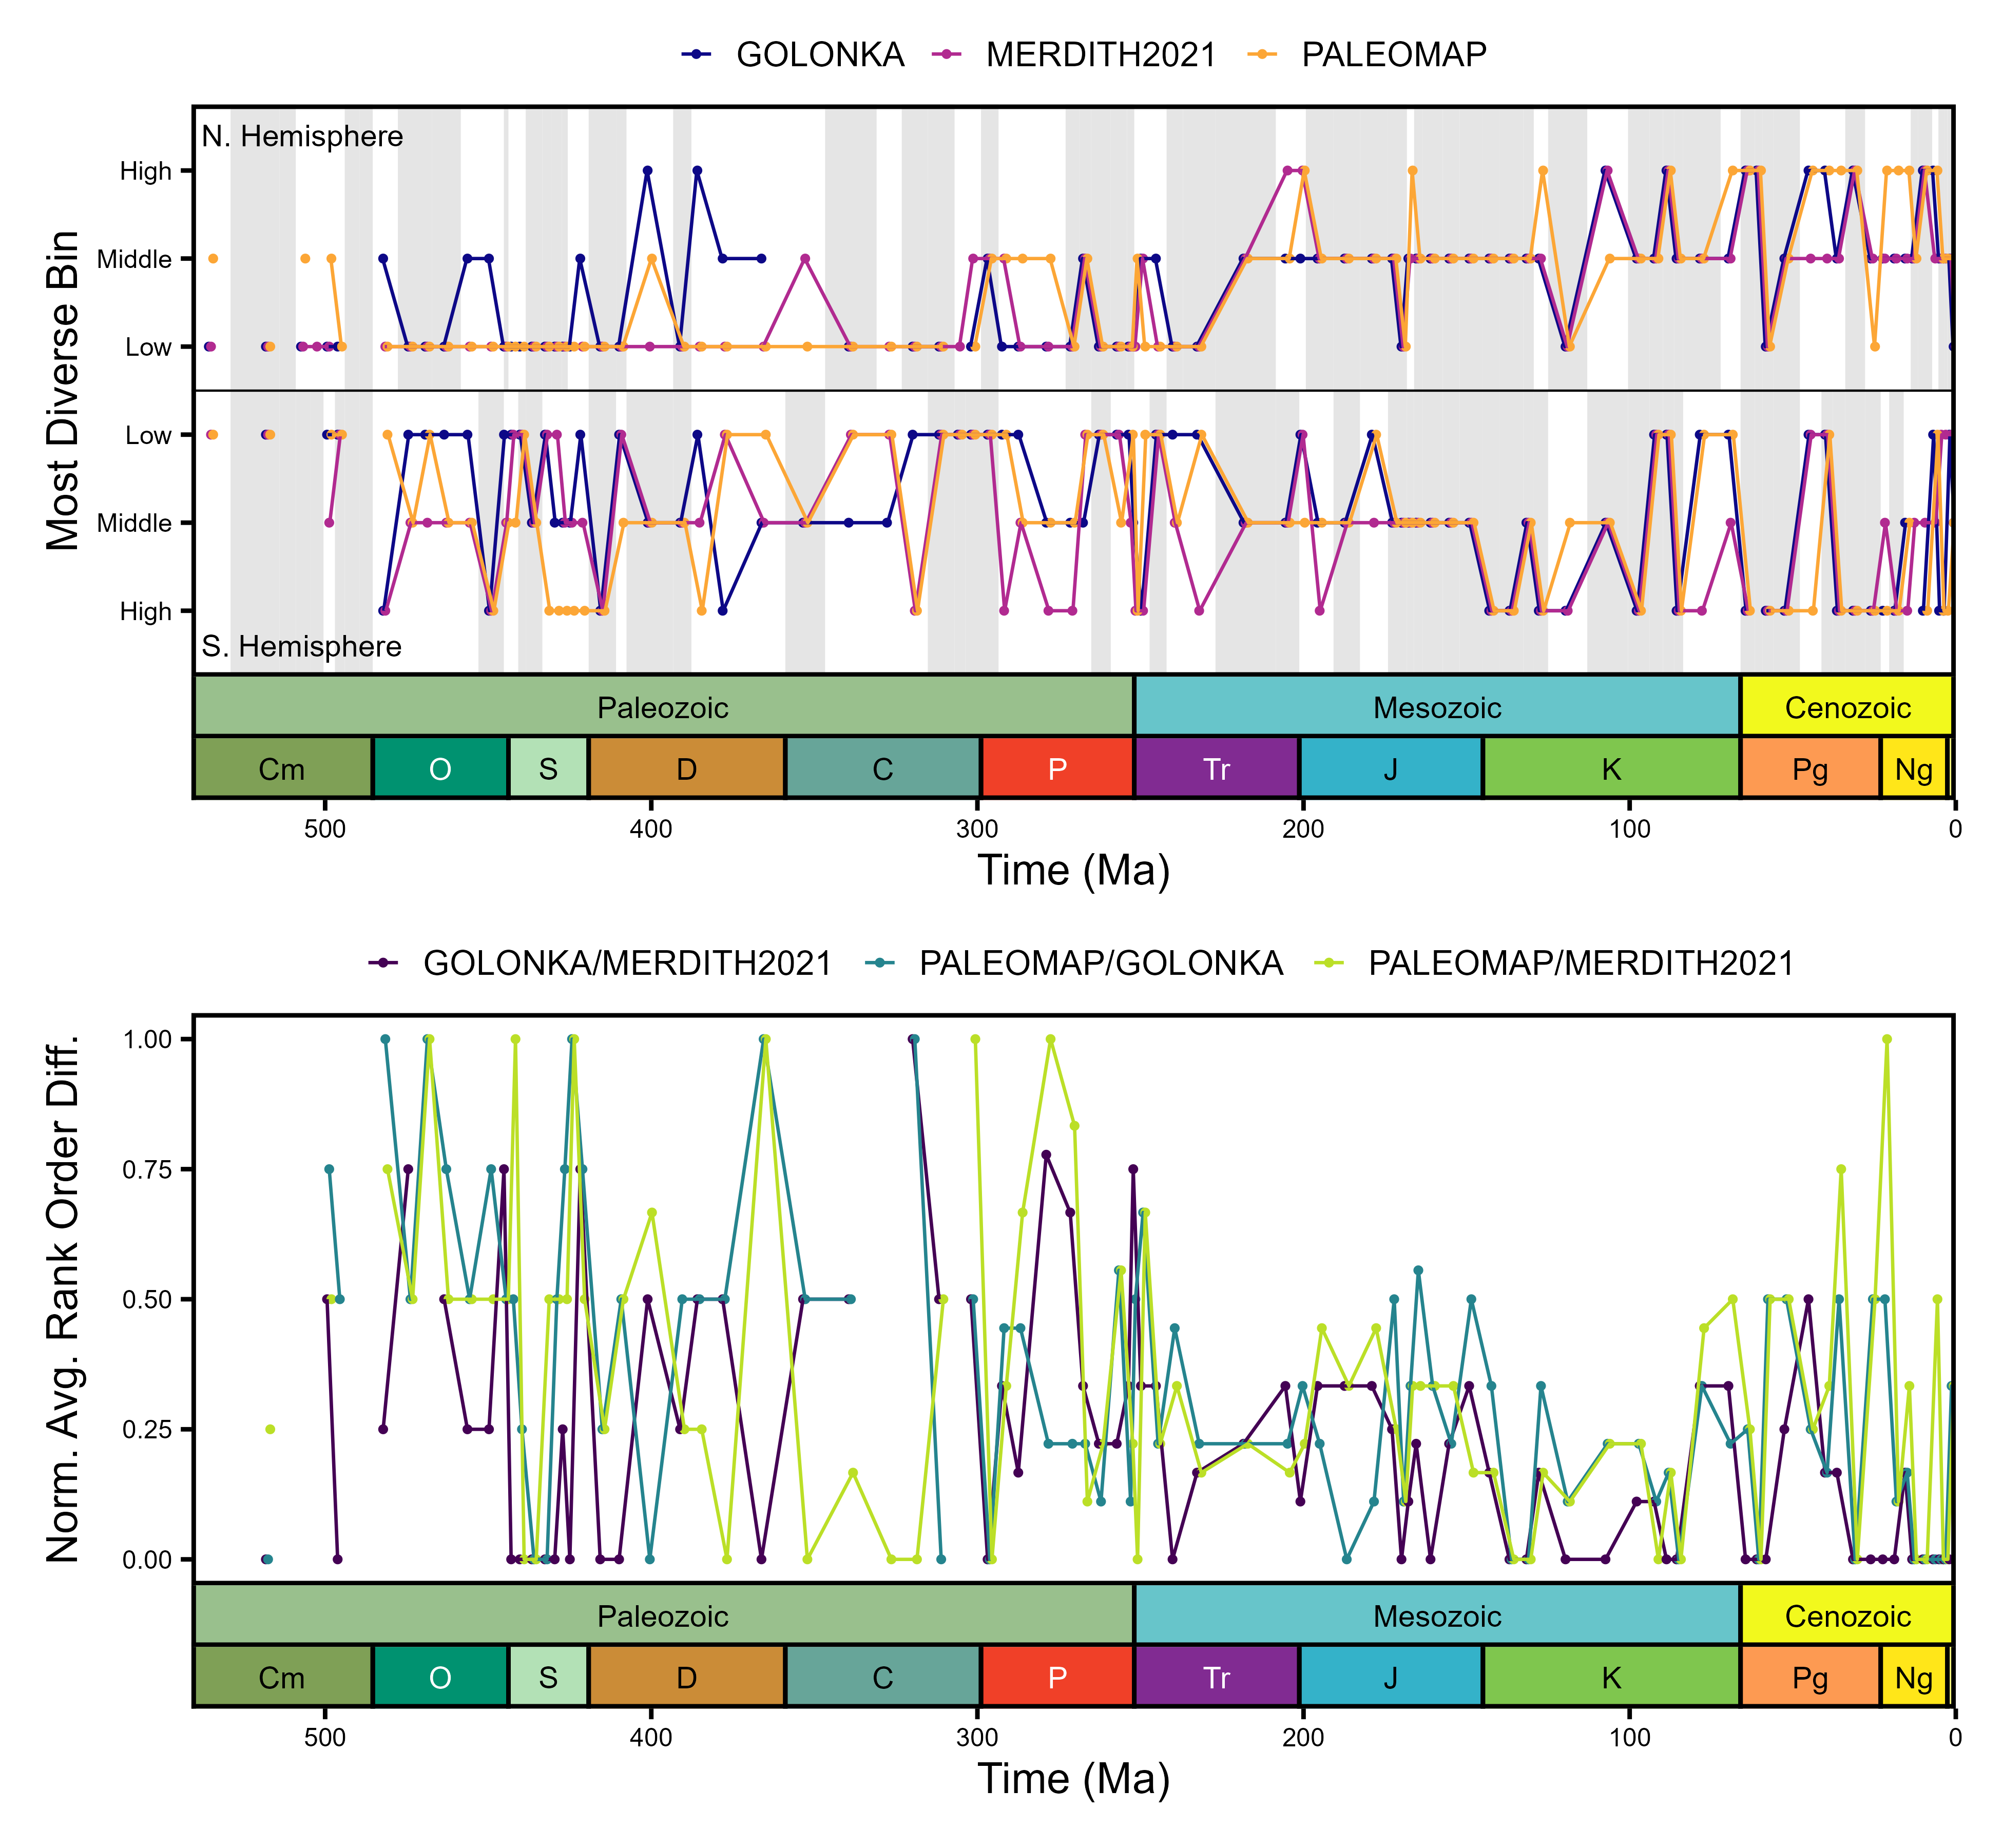 GOLONKA MERDITH2021 PALEOMAP
N. Hemisphere
High
Middle
Low
Most Diverse Bin
Low
Middle
High
S. Hemisphere
Paleozoic Mesozoic Cenozoic
Cm O S D C P Tr J K Pg Ng
500 400 300 200 100 0
Time (Ma)
GOLONKA/MERDITH2021 PALEOMAP/GOLONKA PALEOMAP/MERDITH2021
Norm. Avg. Rank Order Diff.
1.00
0.75
0.50
0.25
0.00
Paleozoic Mesozoic Cenozoic
Cm O S D C P Tr J K Pg Ng
500 400 300 200 100 0
Time (Ma)